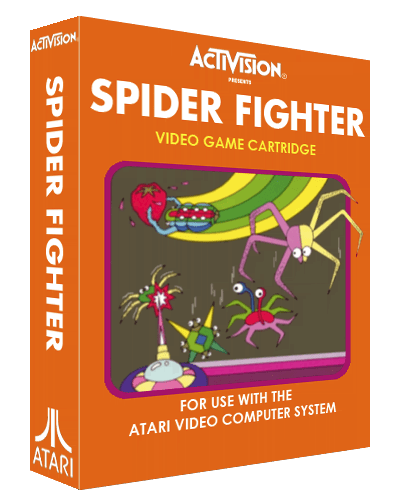 ACTIVISION®
PRESENTS
SPIDER FIGHTER
VIDEO GAME CARTRIDGE
FOR USE WITH THE
ATARI VIDEO COMPUTER SYSTEM
ACTIVISION®
SPIDER FIGHTER
ATARI